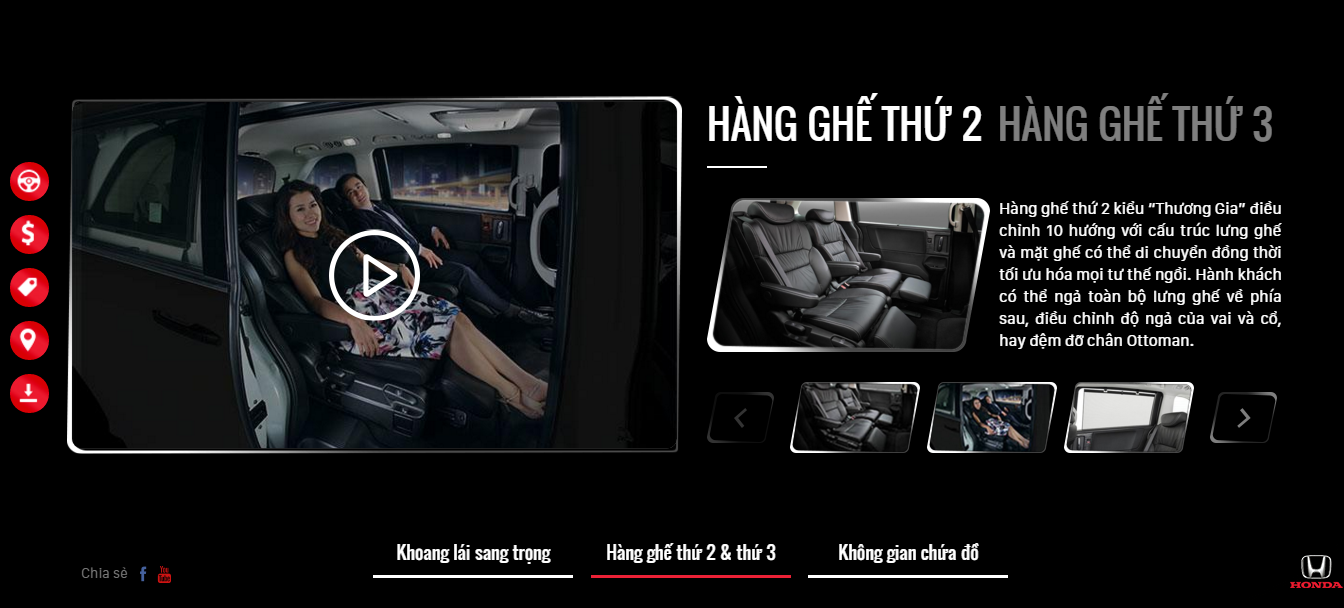 HÀNG GHẾ THỨ 2 HÀNG GHẾ THỨ 3
Hàng ghế thứ 2 kiểu “Thương Gia” điều
chỉnh 10 hướng với cấu trúc lưng ghế
và mặt ghế có thể di chuyển đồng thời
tối ưu hóa mọi tư thế ngồi. Hành khách
có thể ngả toàn bộ lưng ghế về phía
sau, điều chỉnh độ ngả của vai và cổ,
hay đệm đỡ chân Ottoman.
Khoang lái sang trọng
Hàng ghế thứ 2 & thứ 3
Không gian chứa đồ
Chia sẻ
You
Tube
HONDA